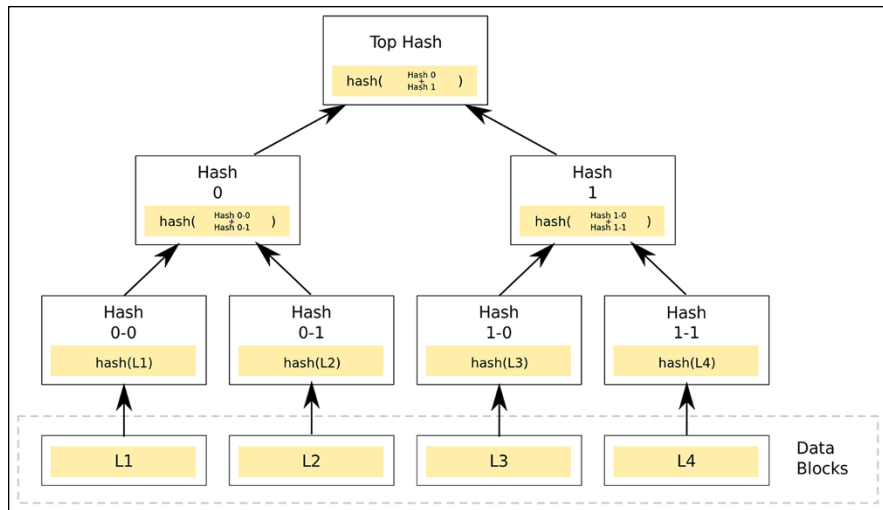 Top Hash
hash( Hash 0 + Hash 1 )
Hash
0
hash( Hash 0-0 + Hash 0-1 )
Hash
1
hash( Hash 1-0 + Hash 1-1 )
Hash
0-0
hash(L1)
Hash
0-1
hash(L2)
Hash
1-0
hash(L3)
Hash
1-1
hash(L4)
L1
L2
L3
L4
Data
Blocks